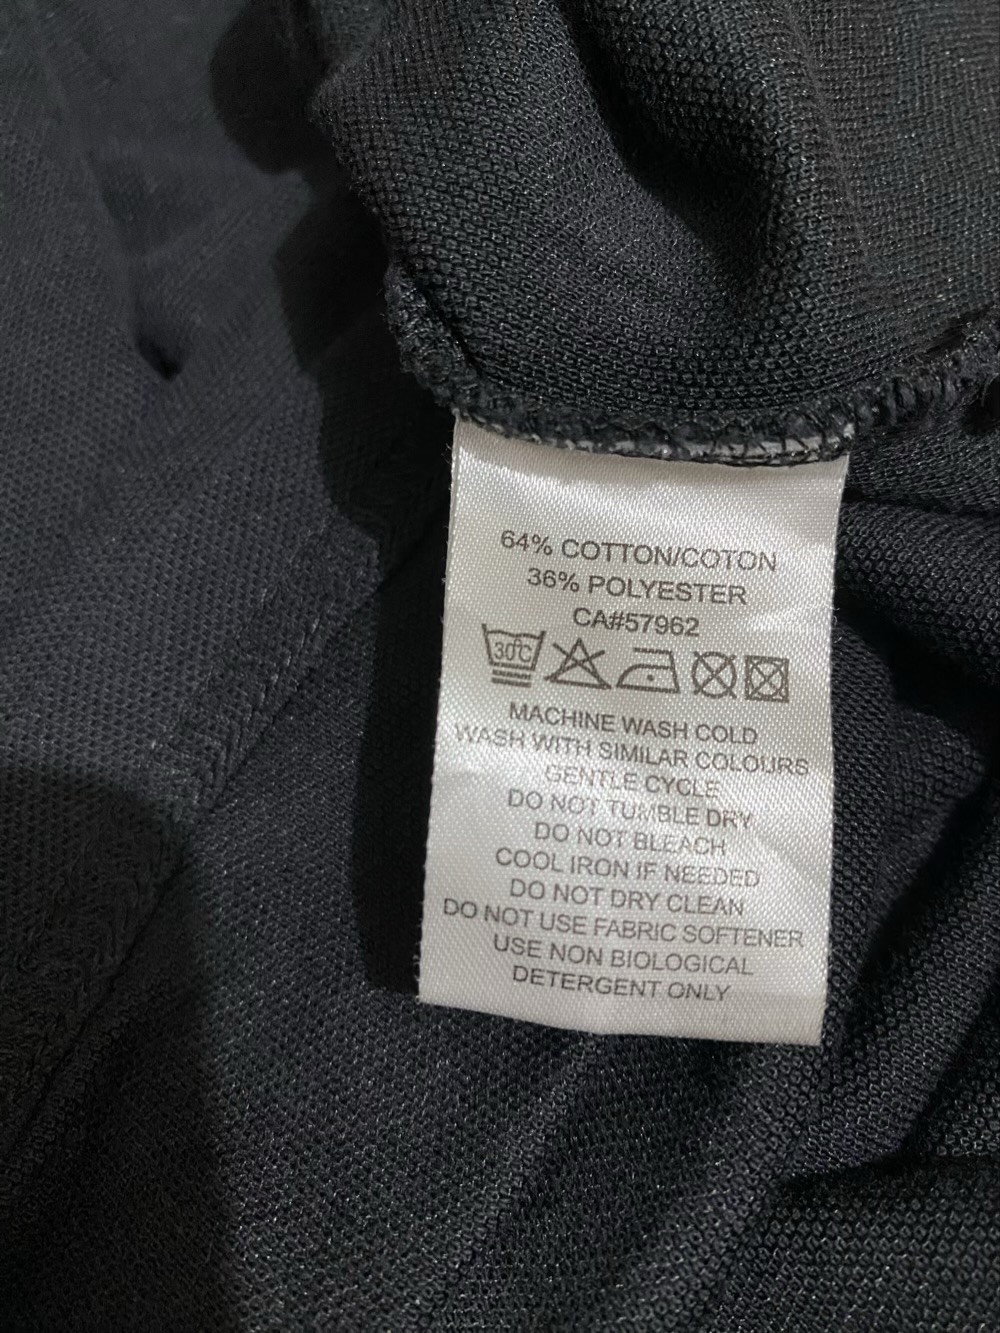 64% COTTON/COTON
36% POLYESTER
CA#57962
30°C
MACHINE WASH COLD
WASH WITH SIMILAR COLOURS
GENTLE CYCLE
DO NOT TUMBLE DRY
DO NOT BLEACH
COOL IRON IF NEEDED
DO NOT DRY CLEAN
DO NOT USE FABRIC SOFTENER
USE NON BIOLOGICAL
DETERGENT ONLY